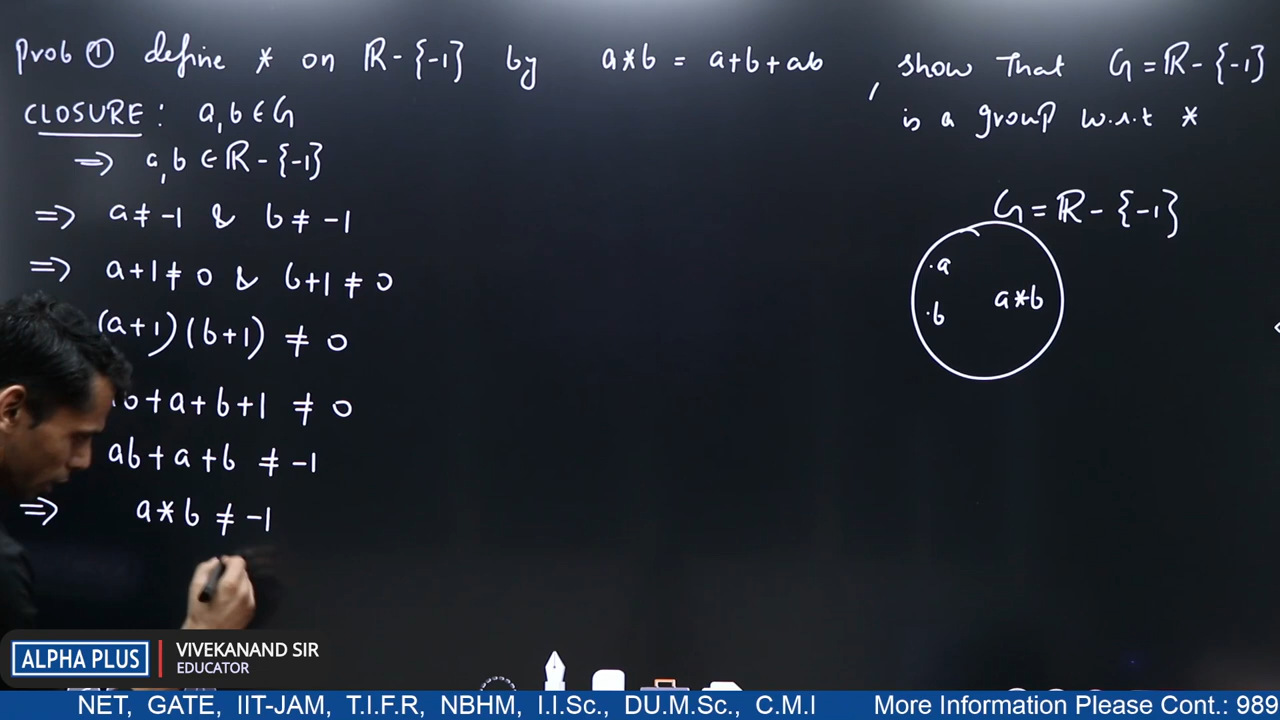 Prob ① define * on ℝ-{-1} by a*b = a+b+ab , show That G=ℝ-{-1}
is a group w.r.t *
CLOSURE : a,b ∈ G
⇒ a,b ∈ ℝ-{-1}
⇒ a≠-1 & b≠-1
⇒ a+1≠0 & b+1≠0
(a+1)(b+1) ≠ 0
b+a+b+1 ≠ 0
ab+a+b ≠ -1
⇒ a*b ≠ -1
G=ℝ-{-1}
.a
.b
a*b
ALPHA PLUS
VIVEKANAND SIR
EDUCATOR
NET, GATE, IIT-JAM, T.I.F.R, NBHM, I.I.Sc., DU.M.Sc., C.M.I More Information Please Cont.: 989